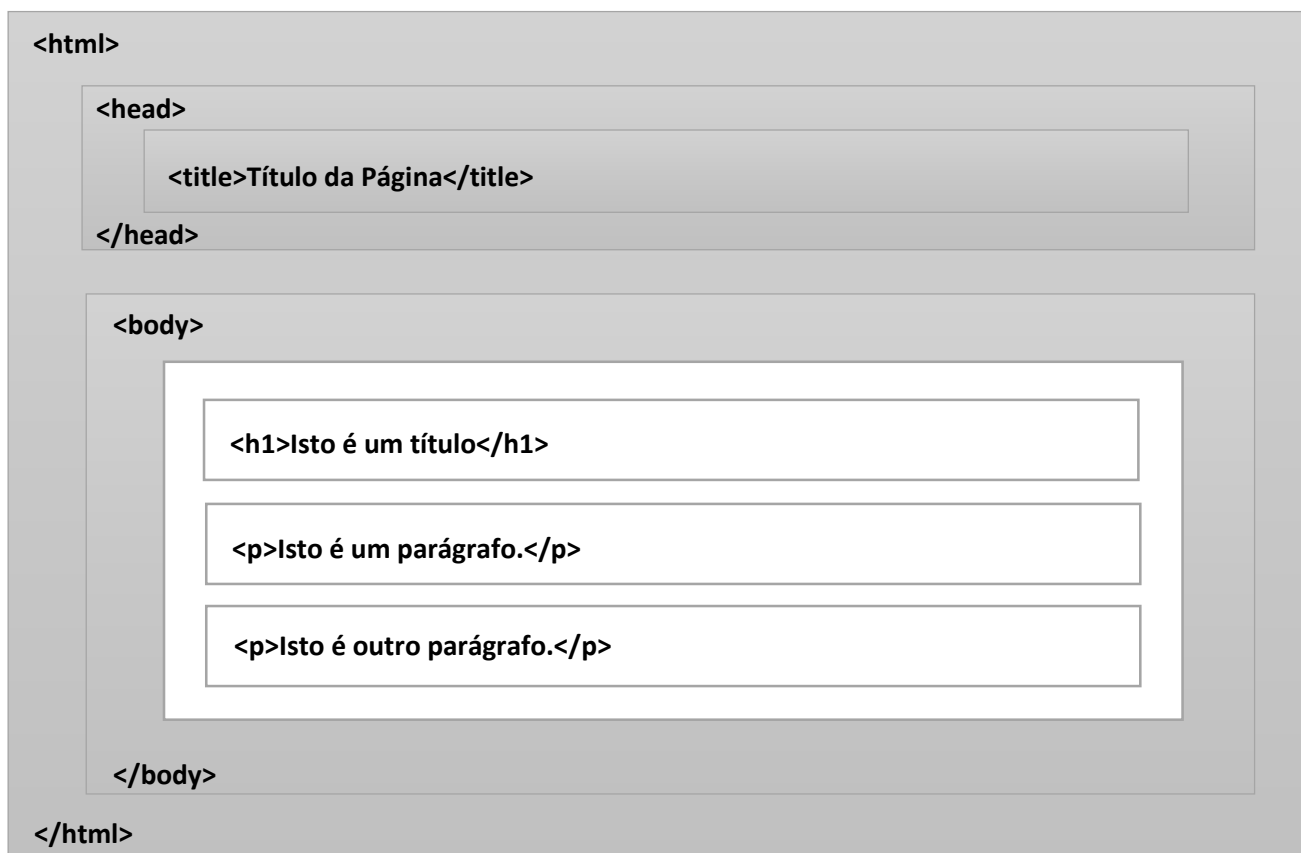 <html>
<head>
<title>Título da Página</title>
</head>
<body>
<h1>Isto é um título</h1>
<p>Isto é um parágrafo.</p>
<p>Isto é outro parágrafo.</p>
</body>
</html>